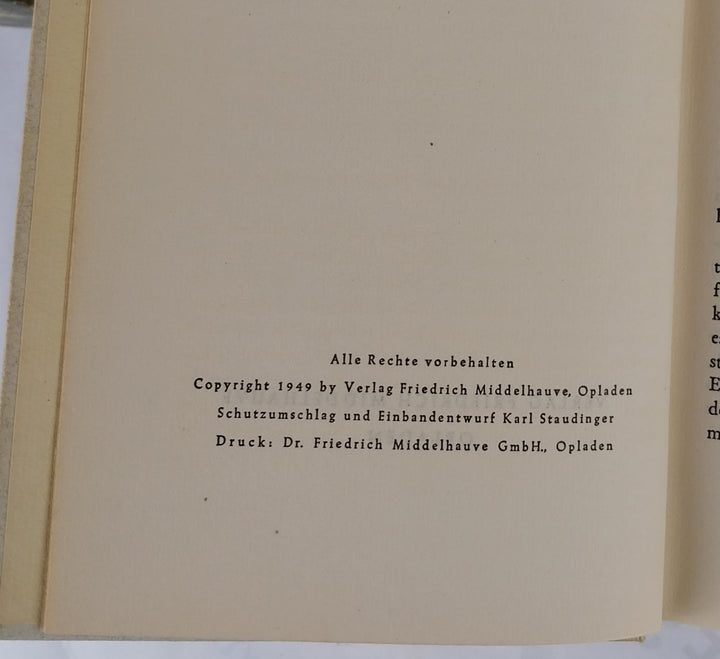 Alle Rechte vorbehalten
Copyright 1949 by Verlag Friedrich Middelhauve, Opladen
Schutzumschlag und Einbandentwurf Karl Staudinger
Druck: Dr. Friedrich Middelhauve GmbH., Opladen